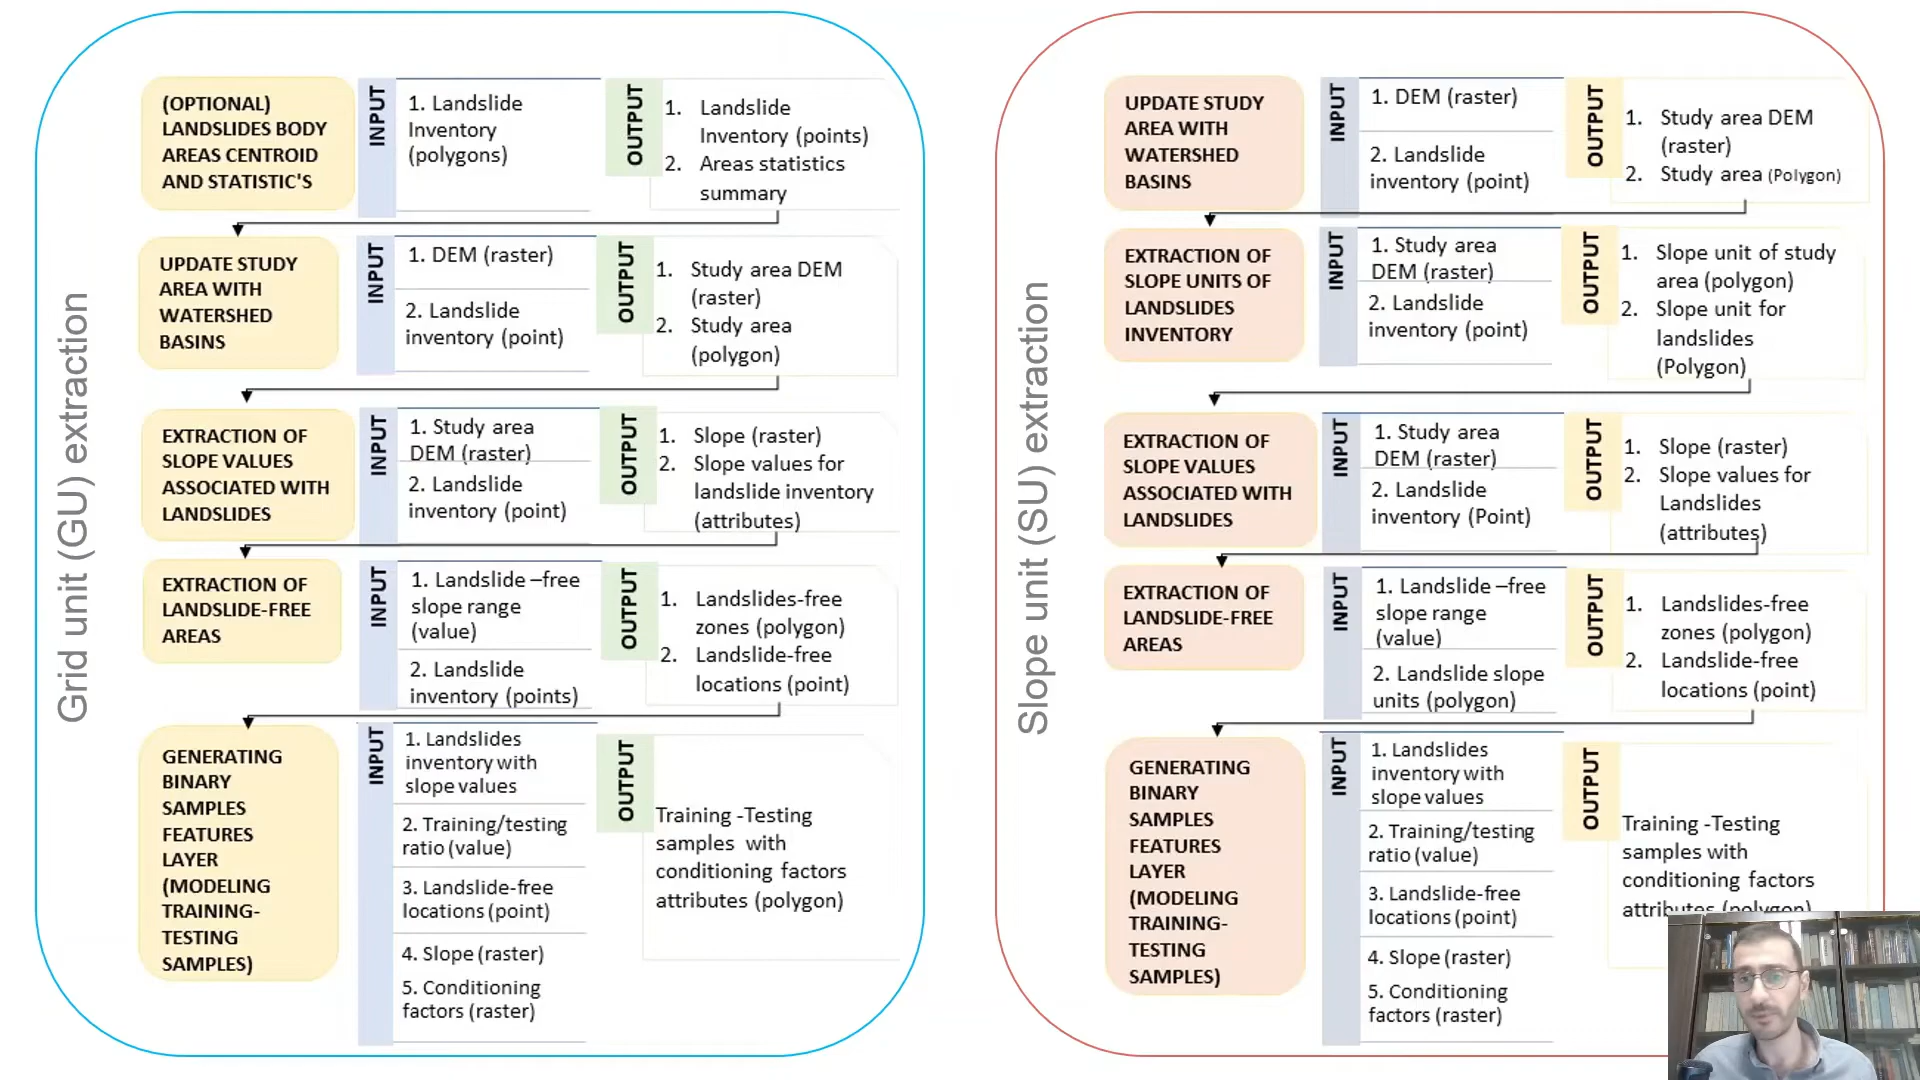 Grid unit (GU) extraction
(OPTIONAL)
LANDSLIDES BODY
AREAS CENTROID
AND STATISTIC'S
INPUT
1. Landslide
Inventory
(polygons)
OUTPUT
1. Landslide
Inventory (points)
2. Areas statistics
summary
UPDATE STUDY
AREA WITH
WATERSHED
BASINS
INPUT
1. DEM (raster)
2. Landslide
inventory (point)
OUTPUT
1. Study area DEM
(raster)
2. Study area
(polygon)
EXTRACTION OF
SLOPE VALUES
ASSOCIATED WITH
LANDSLIDES
INPUT
1. Study area
DEM (raster)
2. Landslide
inventory (point)
OUTPUT
1. Slope (raster)
2. Slope values for
landslide inventory
(attributes)
EXTRACTION OF
LANDSLIDE-FREE
AREAS
INPUT
1. Landslide –free
slope range
(value)
2. Landslide
inventory (points)
OUTPUT
1. Landslides-free
zones (polygon)
2. Landslide-free
locations (point)
GENERATING
BINARY
SAMPLES
FEATURES
LAYER
(MODELING
TRAINING-
TESTING
SAMPLES)
INPUT
1. Landslides
inventory with
slope values
2. Training/testing
ratio (value)
3. Landslide-free
locations (point)
4. Slope (raster)
5. Conditioning
factors (raster)
OUTPUT
Training -Testing
samples with
conditioning factors
attributes (polygon)
Slope unit (SU) extraction
UPDATE STUDY
AREA WITH
WATERSHED
BASINS
INPUT
1. DEM (raster)
2. Landslide
inventory (point)
OUTPUT
1. Study area DEM
(raster)
2. Study area (Polygon)
EXTRACTION OF
SLOPE UNITS OF
LANDSLIDES
INVENTORY
INPUT
1. Study area
DEM (raster)
2. Landslide
inventory (point)
OUTPUT
1. Slope unit of study
area (polygon)
2. Slope unit for
landslides
(Polygon)
EXTRACTION OF
SLOPE VALUES
ASSOCIATED WITH
LANDSLIDES
INPUT
1. Study area
DEM (raster)
2. Landslide
inventory (Point)
OUTPUT
1. Slope (raster)
2. Slope values for
Landslides
(attributes)
EXTRACTION OF
LANDSLIDE-FREE
AREAS
INPUT
1. Landslide –free
slope range
(value)
2. Landslide slope
units (polygon)
OUTPUT
1. Landslides-free
zones (polygon)
2. Landslide-free
locations (point)
GENERATING
BINARY
SAMPLES
FEATURES
LAYER
(MODELING
TRAINING-
TESTING
SAMPLES)
INPUT
1. Landslides
inventory with
slope values
2. Training/testing
ratio (value)
3. Landslide-free
locations (point)
4. Slope (raster)
5. Conditioning
factors (raster)
OUTPUT
Training -Testing
samples with
conditioning factors
attributes (polygon)